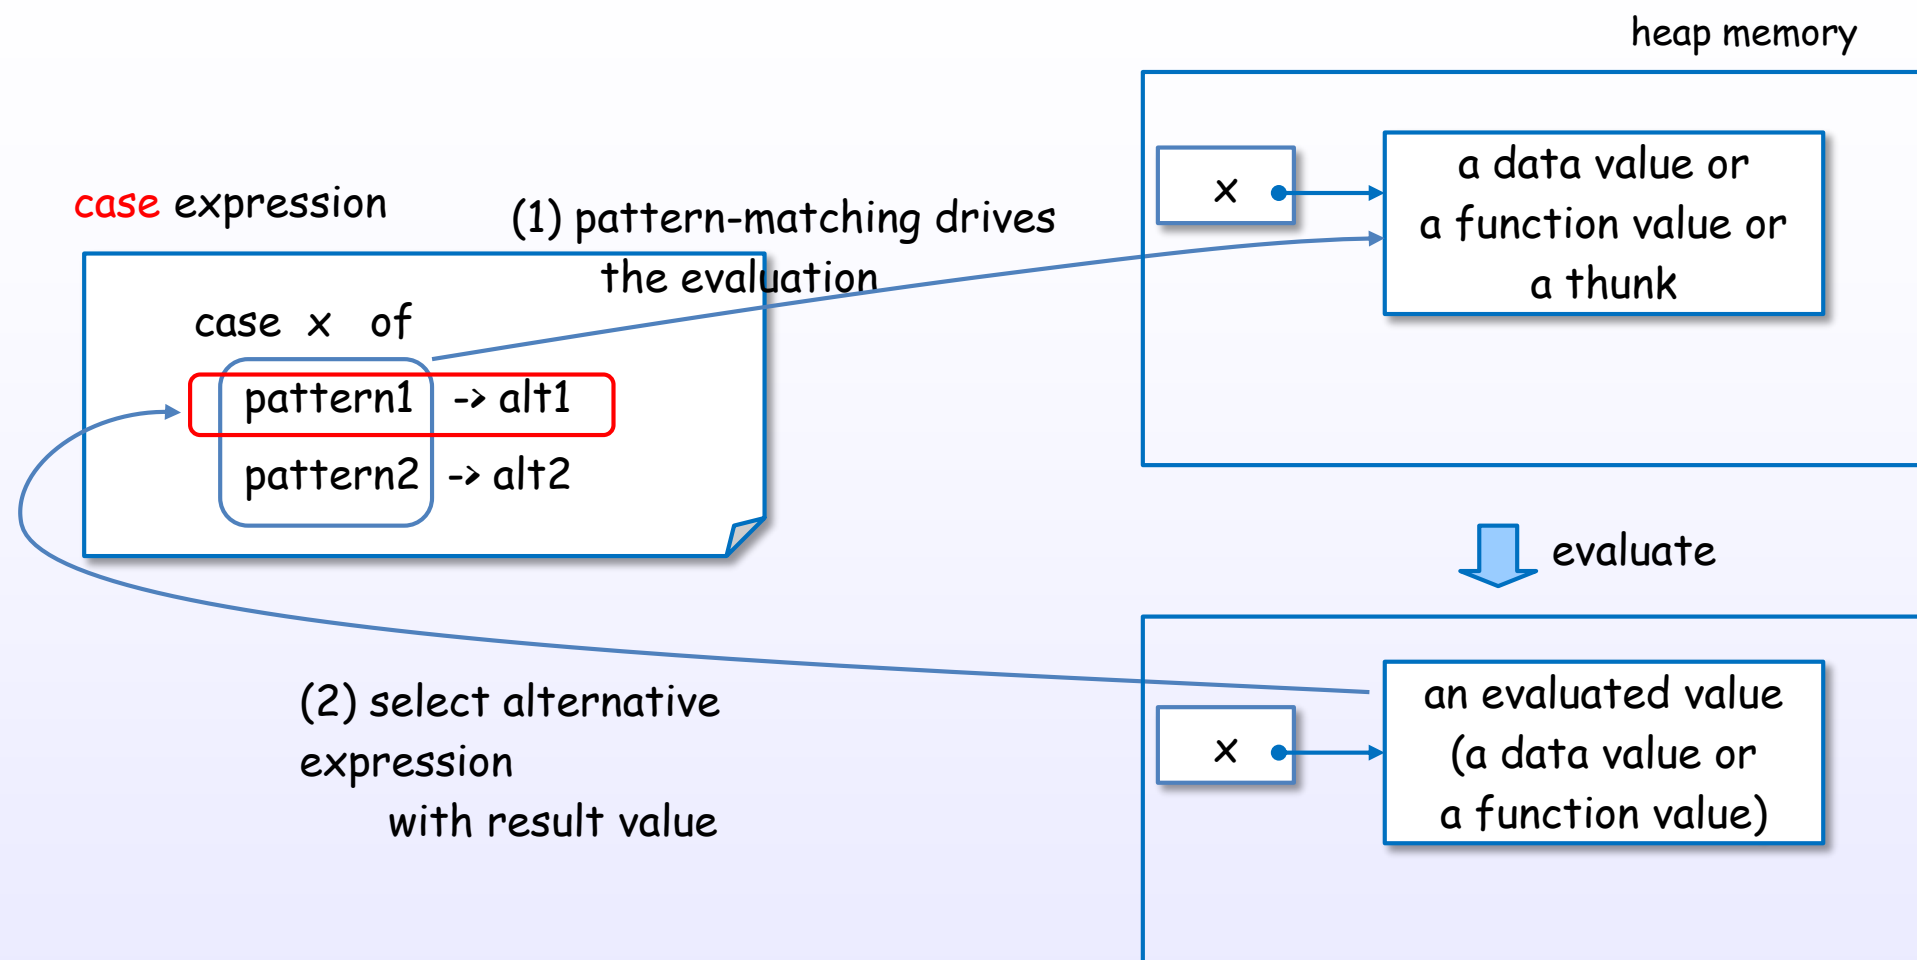 heap memory
case expression
(1) pattern-matching drives
the evaluation
case x of
pattern1 -> alt1
pattern2 -> alt2
x
a data value or
a function value or
a thunk
evaluate
(2) select alternative
expression
with result value
x
an evaluated value
(a data value or
a function value)